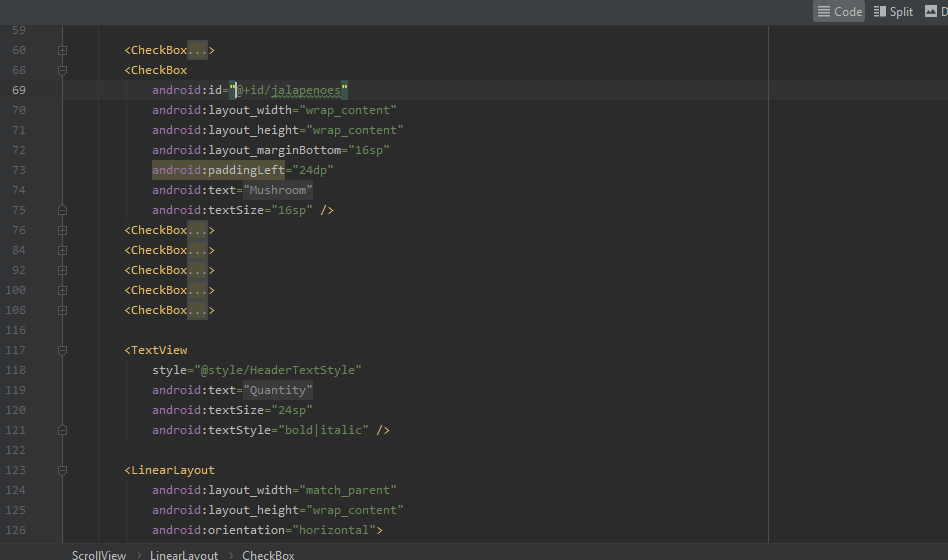 Code Split D
59
60 <CheckBox...>
68 <CheckBox
69 android:id="@+id/jalapenoes"
70 android:layout_width="wrap_content"
71 android:layout_height="wrap_content"
72 android:layout_marginBottom="16sp"
73 android:paddingLeft="24dp"
74 android:text="Mushroom"
75 android:textSize="16sp" />
76 <CheckBox...>
84 <CheckBox...>
92 <CheckBox...>
100 <CheckBox...>
108 <CheckBox...>
116
117 <TextView
118 style="@style/HeaderTextStyle"
119 android:text="Quantity"
120 android:textSize="24sp"
121 android:textStyle="bold|italic" />
122
123 <LinearLayout
124 android:layout_width="match_parent"
125 android:layout_height="wrap_content"
126 android:orientation="horizontal">
ScrollView › LinearLayout › CheckBox